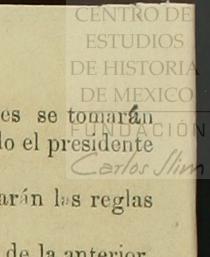 CENTRO DE
ESTUDIOS
DE HISTORIA
DE MEXICO
es se tomarán
FUNDACIÓN
do el presidente
Carlos Slim
arán las reglas
de la anterior